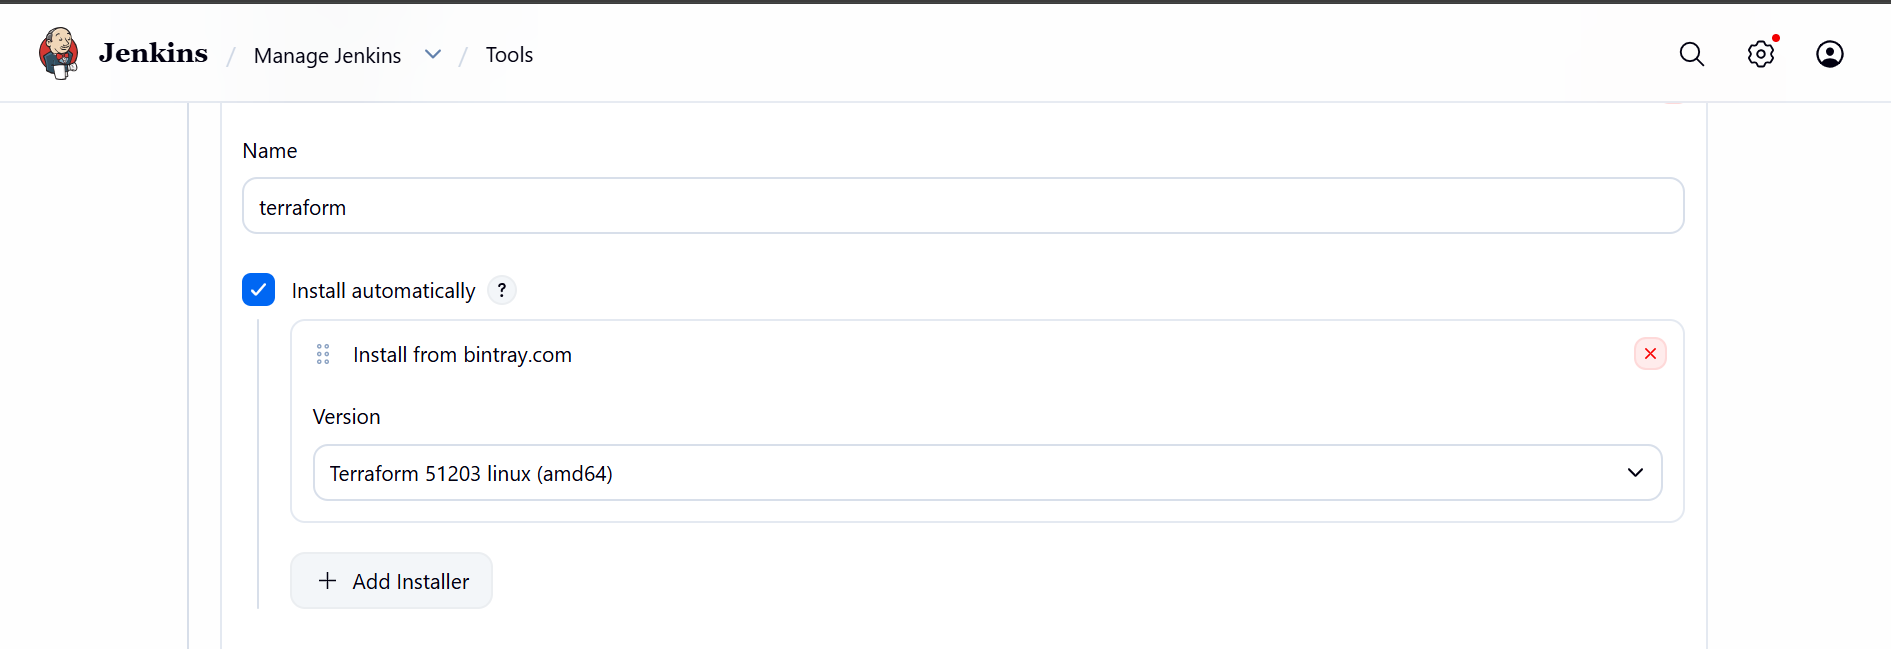 Jenkins / Manage Jenkins / Tools
Name
terraform
Install automatically ?
Install from bintray.com
Version
Terraform 51203 linux (amd64)
+ Add Installer